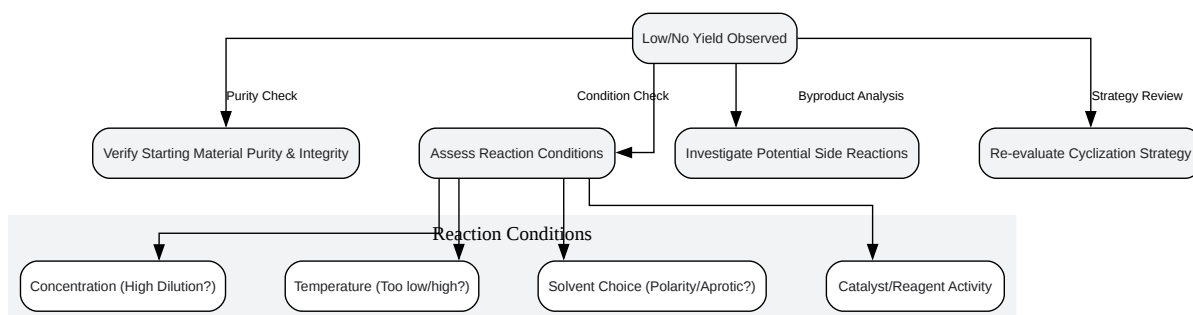 Low/No Yield Observed
Purity Check
Condition Check
Byproduct Analysis
Strategy Review
Verify Starting Material Purity & Integrity
Assess Reaction Conditions
Investigate Potential Side Reactions
Re-evaluate Cyclization Strategy
Reaction Conditions
Concentration (High Dilution?)
Temperature (Too low/high?)
Solvent Choice (Polarity/Aprotic?)
Catalyst/Reagent Activity